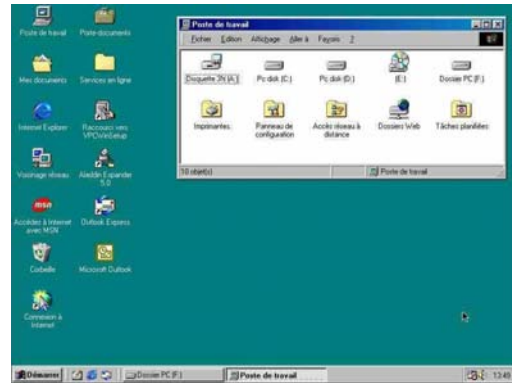 Poste de travail
Porte-documents
Mes documents
Services en ligne
Internet Explorer
Raccourci vers
VPCWinSetup
Voisinage réseau
Aladdin Expander
5.0
msn
Accédez à Internet
avec MSN
Outlook Express
Corbeille
Microsoft Outlook
Connexion à
Internet
Poste de travail
Fichier Edition Affichage Aller à Favoris ?
Disquette 3½ (A:)
Pc disk (C:)
Pc disk (D:)
(E:)
Dossier PC (F:)
Imprimantes
Panneau de
configuration
Accès réseau à
distance
Dossiers Web
Tâches planifiées
10 objet(s)
Poste de travail
Démarrer
Dossier PC (F:)
Poste de travail
13:49